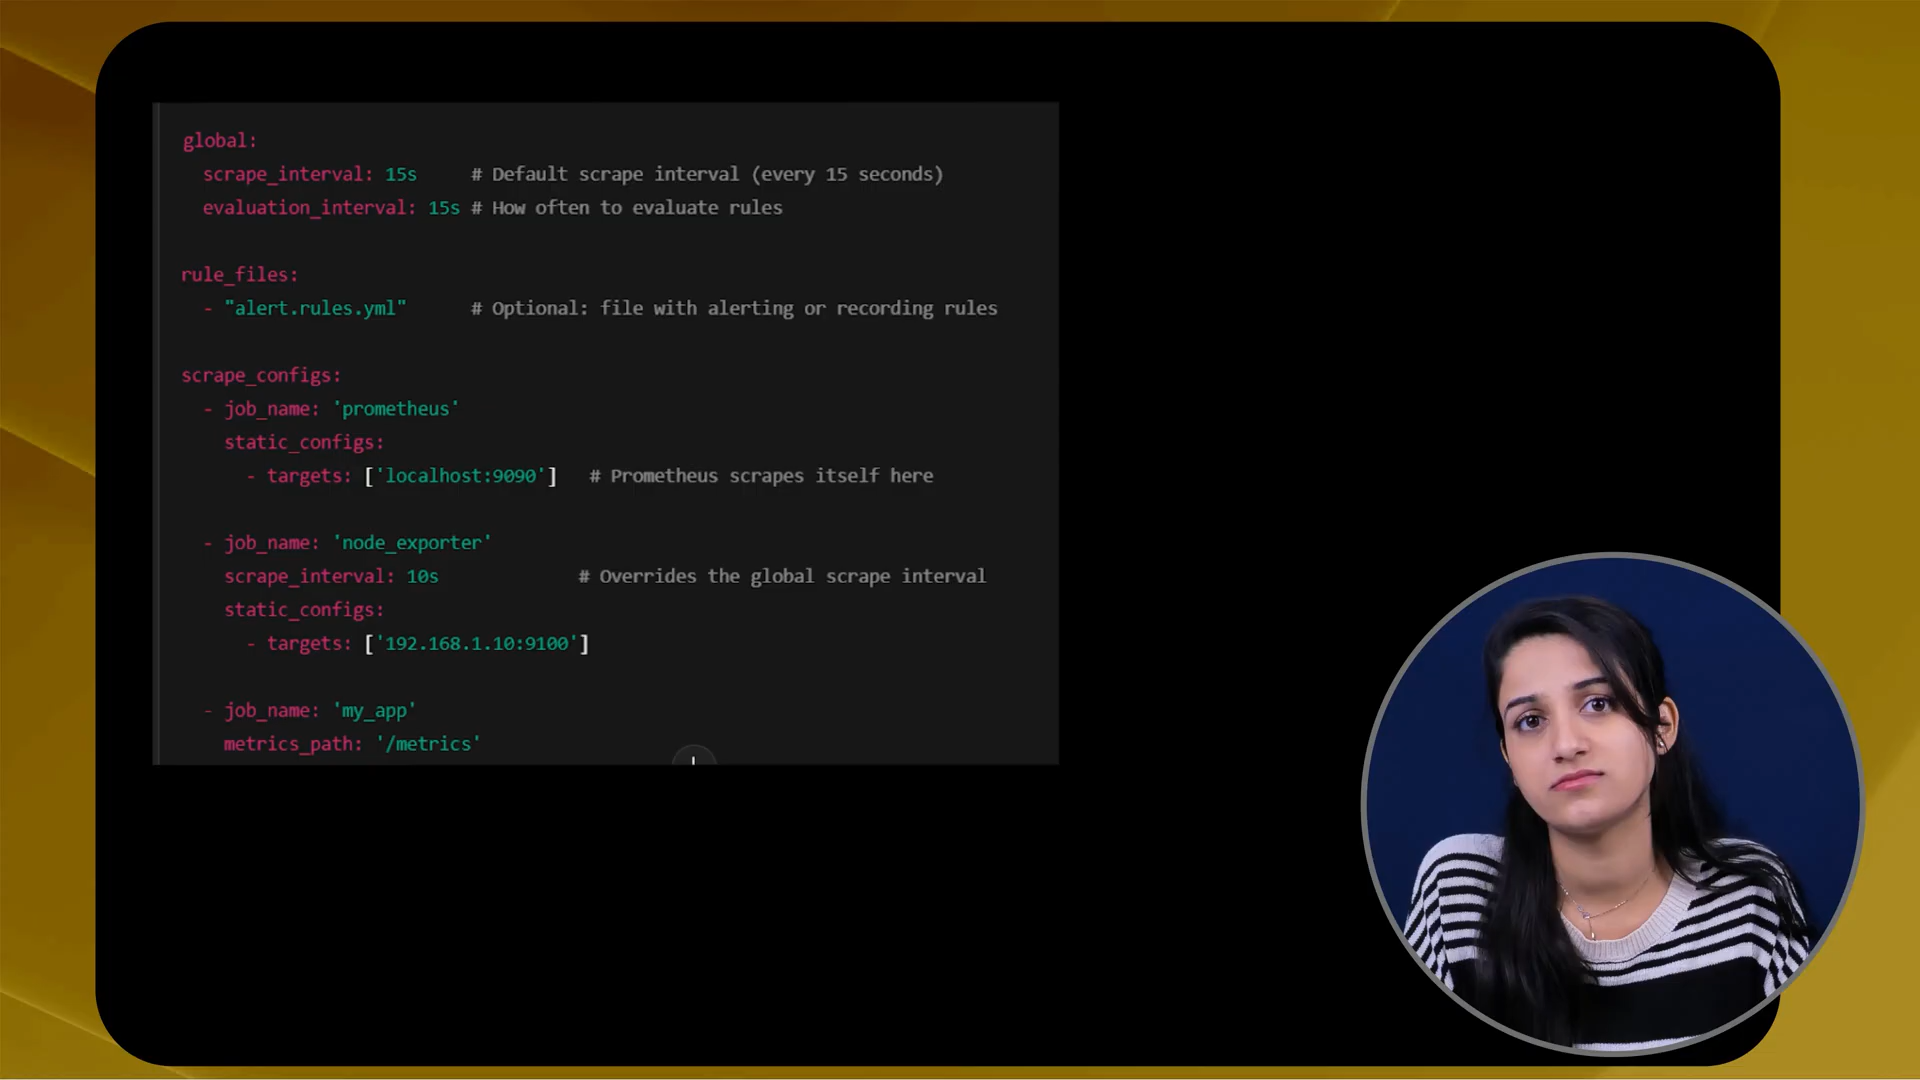 global:
scrape_interval: 15s # Default scrape interval (every 15 seconds)
evaluation_interval: 15s # How often to evaluate rules
rule_files:
- "alert.rules.yml" # Optional: file with alerting or recording rules
scrape_configs:
- job_name: 'prometheus'
static_configs:
- targets: ['localhost:9090'] # Prometheus scrapes itself here
- job_name: 'node_exporter'
scrape_interval: 10s # Overrides the global scrape interval
static_configs:
- targets: ['192.168.1.10:9100']
- job_name: 'my_app'
metrics_path: '/metrics'